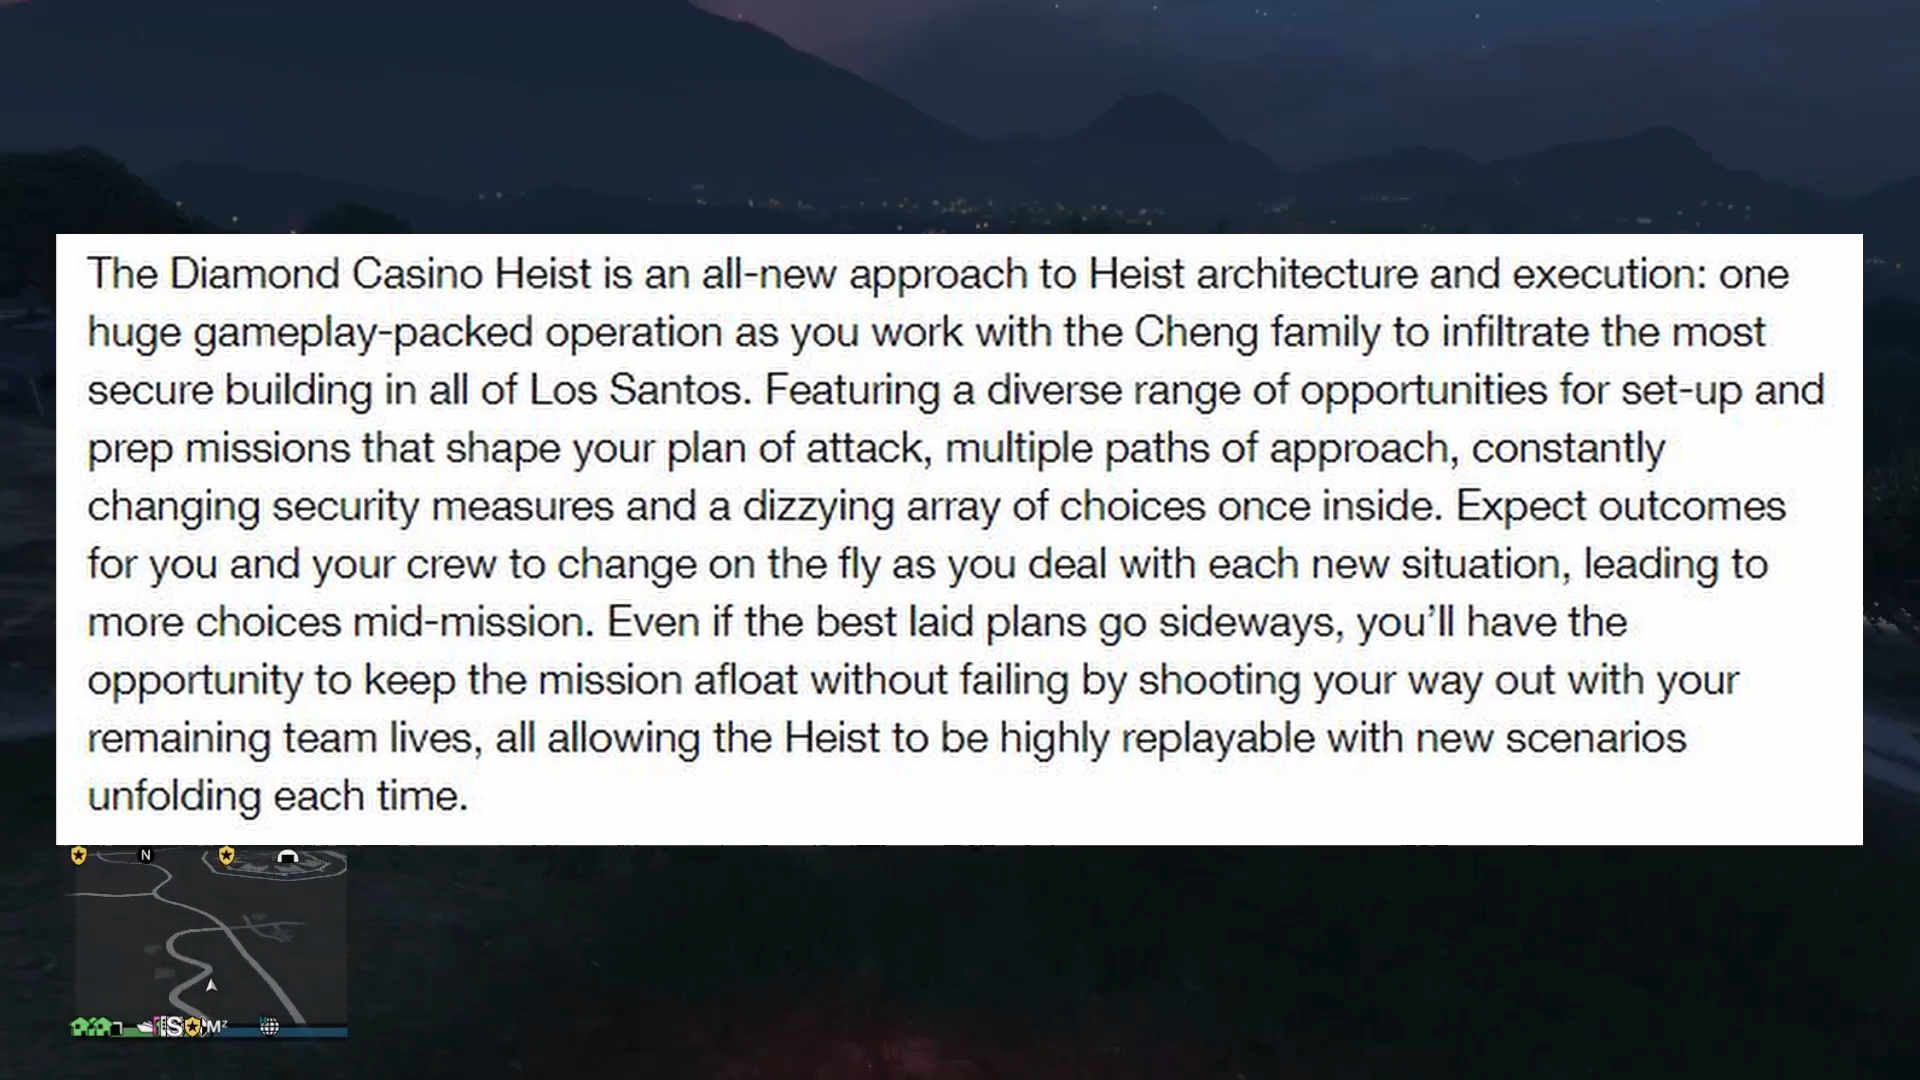 The Diamond Casino Heist is an all-new approach to Heist architecture and execution: one
huge gameplay-packed operation as you work with the Cheng family to infiltrate the most
secure building in all of Los Santos. Featuring a diverse range of opportunities for set-up and
prep missions that shape your plan of attack, multiple paths of approach, constantly
changing security measures and a dizzying array of choices once inside. Expect outcomes
for you and your crew to change on the fly as you deal with each new situation, leading to
more choices mid-mission. Even if the best laid plans go sideways, you’ll have the
opportunity to keep the mission afloat without failing by shooting your way out with your
remaining team lives, all allowing the Heist to be highly replayable with new scenarios
unfolding each time.
N